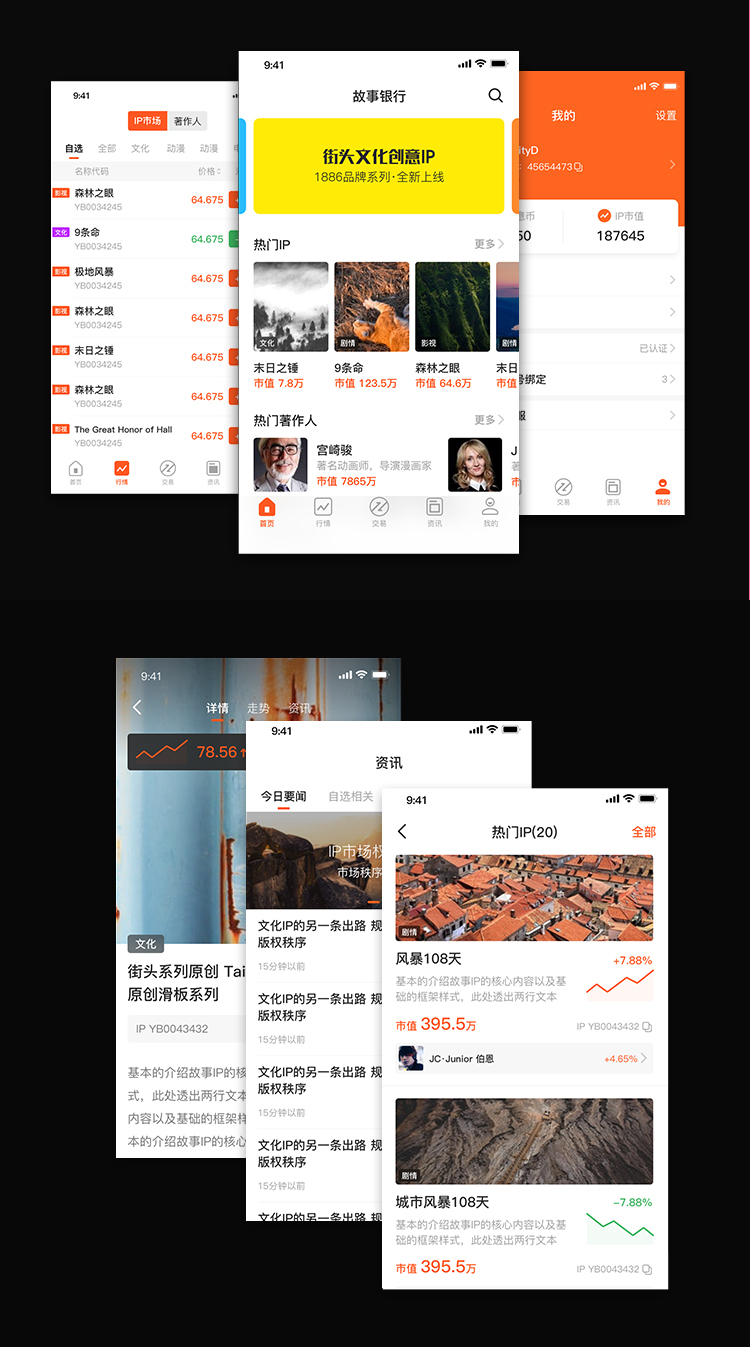 9:41
IP市场
著作人
自选
全部
文化
动漫
动漫
名称代码
价格
影视
森林之眼
YB0034245
64.675
文化
9条命
YB0034245
64.675
影视
极地风暴
YB0034245
64.675
影视
森林之眼
YB0034245
64.675
影视
末日之锤
YB0034245
64.675
影视
森林之眼
YB0034245
64.675
影视
The Great Honor of Hall
YB0034245
64.675
首页
行情
交易
资讯
9:41
故事银行
街头文化创意IP
1886品牌系列·全新上线
热门IP
更多
文化
剧情
影视
剧情
末日之锤
9条命
森林之眼
末日
市值 7.8万
市值 123.5万
市值 64.6万
市值
热门著作人
更多
宫崎骏
著名动画师，导演漫画家
市值 7865万
J
首页
行情
交易
资讯
我的
我的
设置
ityD
: 45654473
息币
IP市值
50
187645
已认证
号绑定
3
服
交易
资讯
我的
9:41
详情
走势
资讯
78.56
文化
街头系列原创 Tai
原创滑板系列
IP YB0043432
基本的介绍故事IP的核
式，此处透出两行文本
内容以及基础的框架样
本的介绍故事IP的核心
9:41
资讯
今日要闻
自选相关
IP市场权
市场秩序
文化IP的另一条出路 规
版权秩序
15分钟以前
文化IP的另一条出路 规
版权秩序
15分钟以前
文化IP的另一条出路 规
版权秩序
15分钟以前
文化IP的另一条出路 规
版权秩序
15分钟以前
文化IP的另一条出路 规
9:41
热门IP(20)
全部
剧情
风暴108天
+7.88%
基本的介绍故事IP的核心内容以及基
础的框架样式，此处透出两行文本
市值 395.5万
IP YB0043432
JC·Junior 伯恩
+4.65%
剧情
城市风暴108天
-7.88%
基本的介绍故事IP的核心内容以及基
础的框架样式，此处透出两行文本
市值 395.5万
IP YB0043432